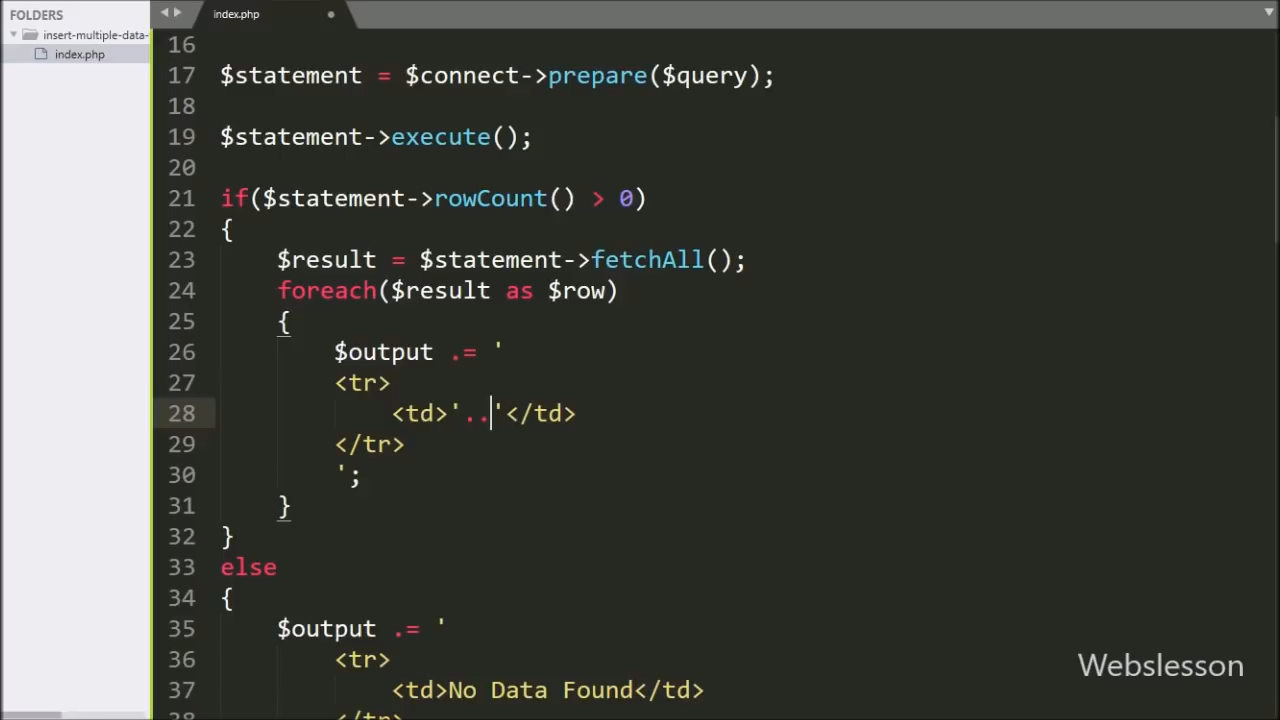 FOLDERS
insert-multiple-data-
index.php
index.php
16
17 $statement = $connect->prepare($query);
18
19 $statement->execute();
20
21 if($statement->rowCount() > 0)
22 {
23 $result = $statement->fetchAll();
24 foreach($result as $row)
25 {
26 $output .= '
27 <tr>
28 <td>'..'</td>
29 </tr>
30 ';
31 }
32 }
33 else
34 {
35 $output .= '
36 <tr>
37 <td>No Data Found</td>
38 </tr>
Webslesson